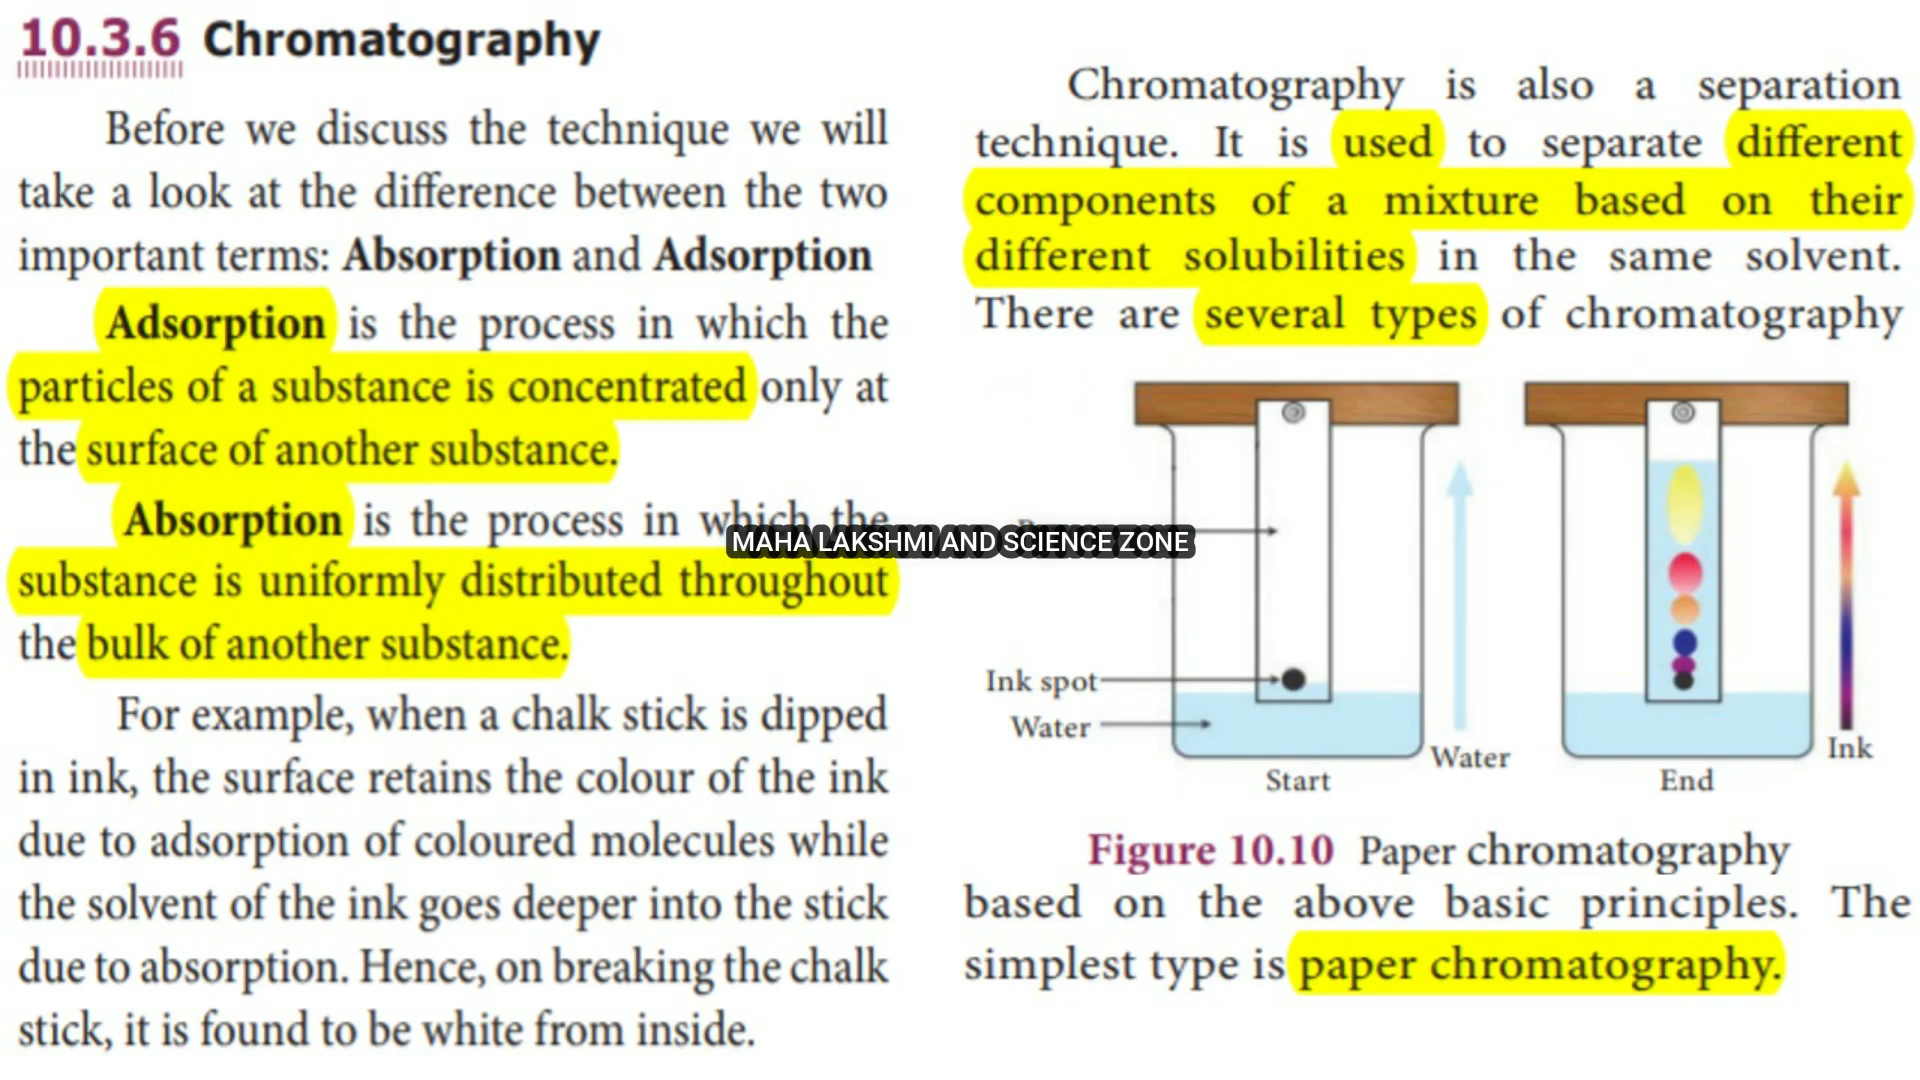 10.3.6 Chromatography
Before we discuss the technique we will
take a look at the difference between the two
important terms: Absorption and Adsorption
Adsorption is the process in which the
particles of a substance is concentrated only at
the surface of another substance.
Absorption is the process in which the
substance is uniformly distributed throughout
the bulk of another substance.
For example, when a chalk stick is dipped
in ink, the surface retains the colour of the ink
due to adsorption of coloured molecules while
the solvent of the ink goes deeper into the stick
due to absorption. Hence, on breaking the chalk
stick, it is found to be white from inside.
Chromatography is also a separation
technique. It is used to separate different
components of a mixture based on their
different solubilities in the same solvent.
There are several types of chromatography
MAHA LAKSHMI AND SCIENCE ZONE
Ink spot
Water
Water
Ink
Start
End
Figure 10.10 Paper chromatography
based on the above basic principles. The
simplest type is paper chromatography.